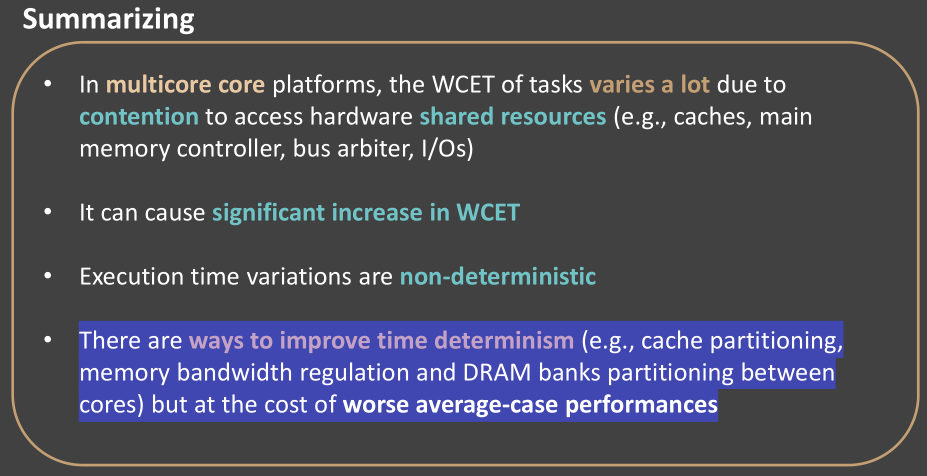 Summarizing
• In multicore core platforms, the WCET of tasks varies a lot due to
contention to access hardware shared resources (e.g., caches, main
memory controller, bus arbiter, I/Os)
• It can cause significant increase in WCET
• Execution time variations are non-deterministic
• There are ways to improve time determinism (e.g., cache partitioning,
memory bandwidth regulation and DRAM banks partitioning between
cores) but at the cost of worse average-case performances